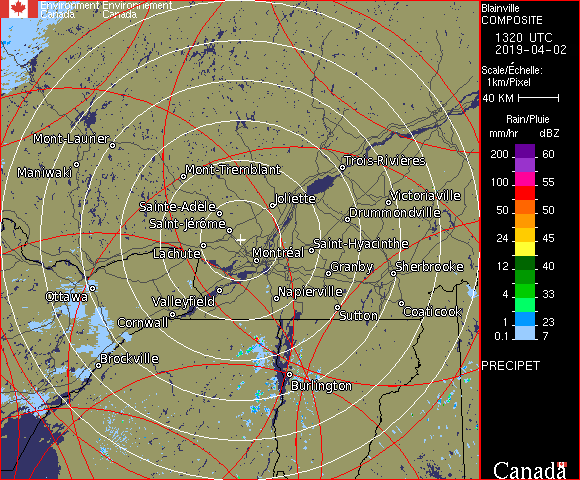 Environment Environnement
Canada Canada
Blainville
COMPOSITE
1320 UTC
2019-04-02
Scale/Échelle:
1km/Pixel
40 KM
Rain/Pluie
mm/hr dBZ
200 60
100 55
50 50
24 45
12 40
4 33
1 23
0.1 7
PRECIPET
Canada
Mont-Laurier
Maniwaki
Mont-Tremblant
Trois-Rivières
Joliette
Victoriaville
Sainte-Adèle
Drummondville
Saint-Jérôme
Saint-Hyacinthe
Lachute
Montréal
Granby
Sherbrooke
Ottawa
Valleyfield
Napierville
Cornwall
Sutton
Coaticook
Brockville
Burlington